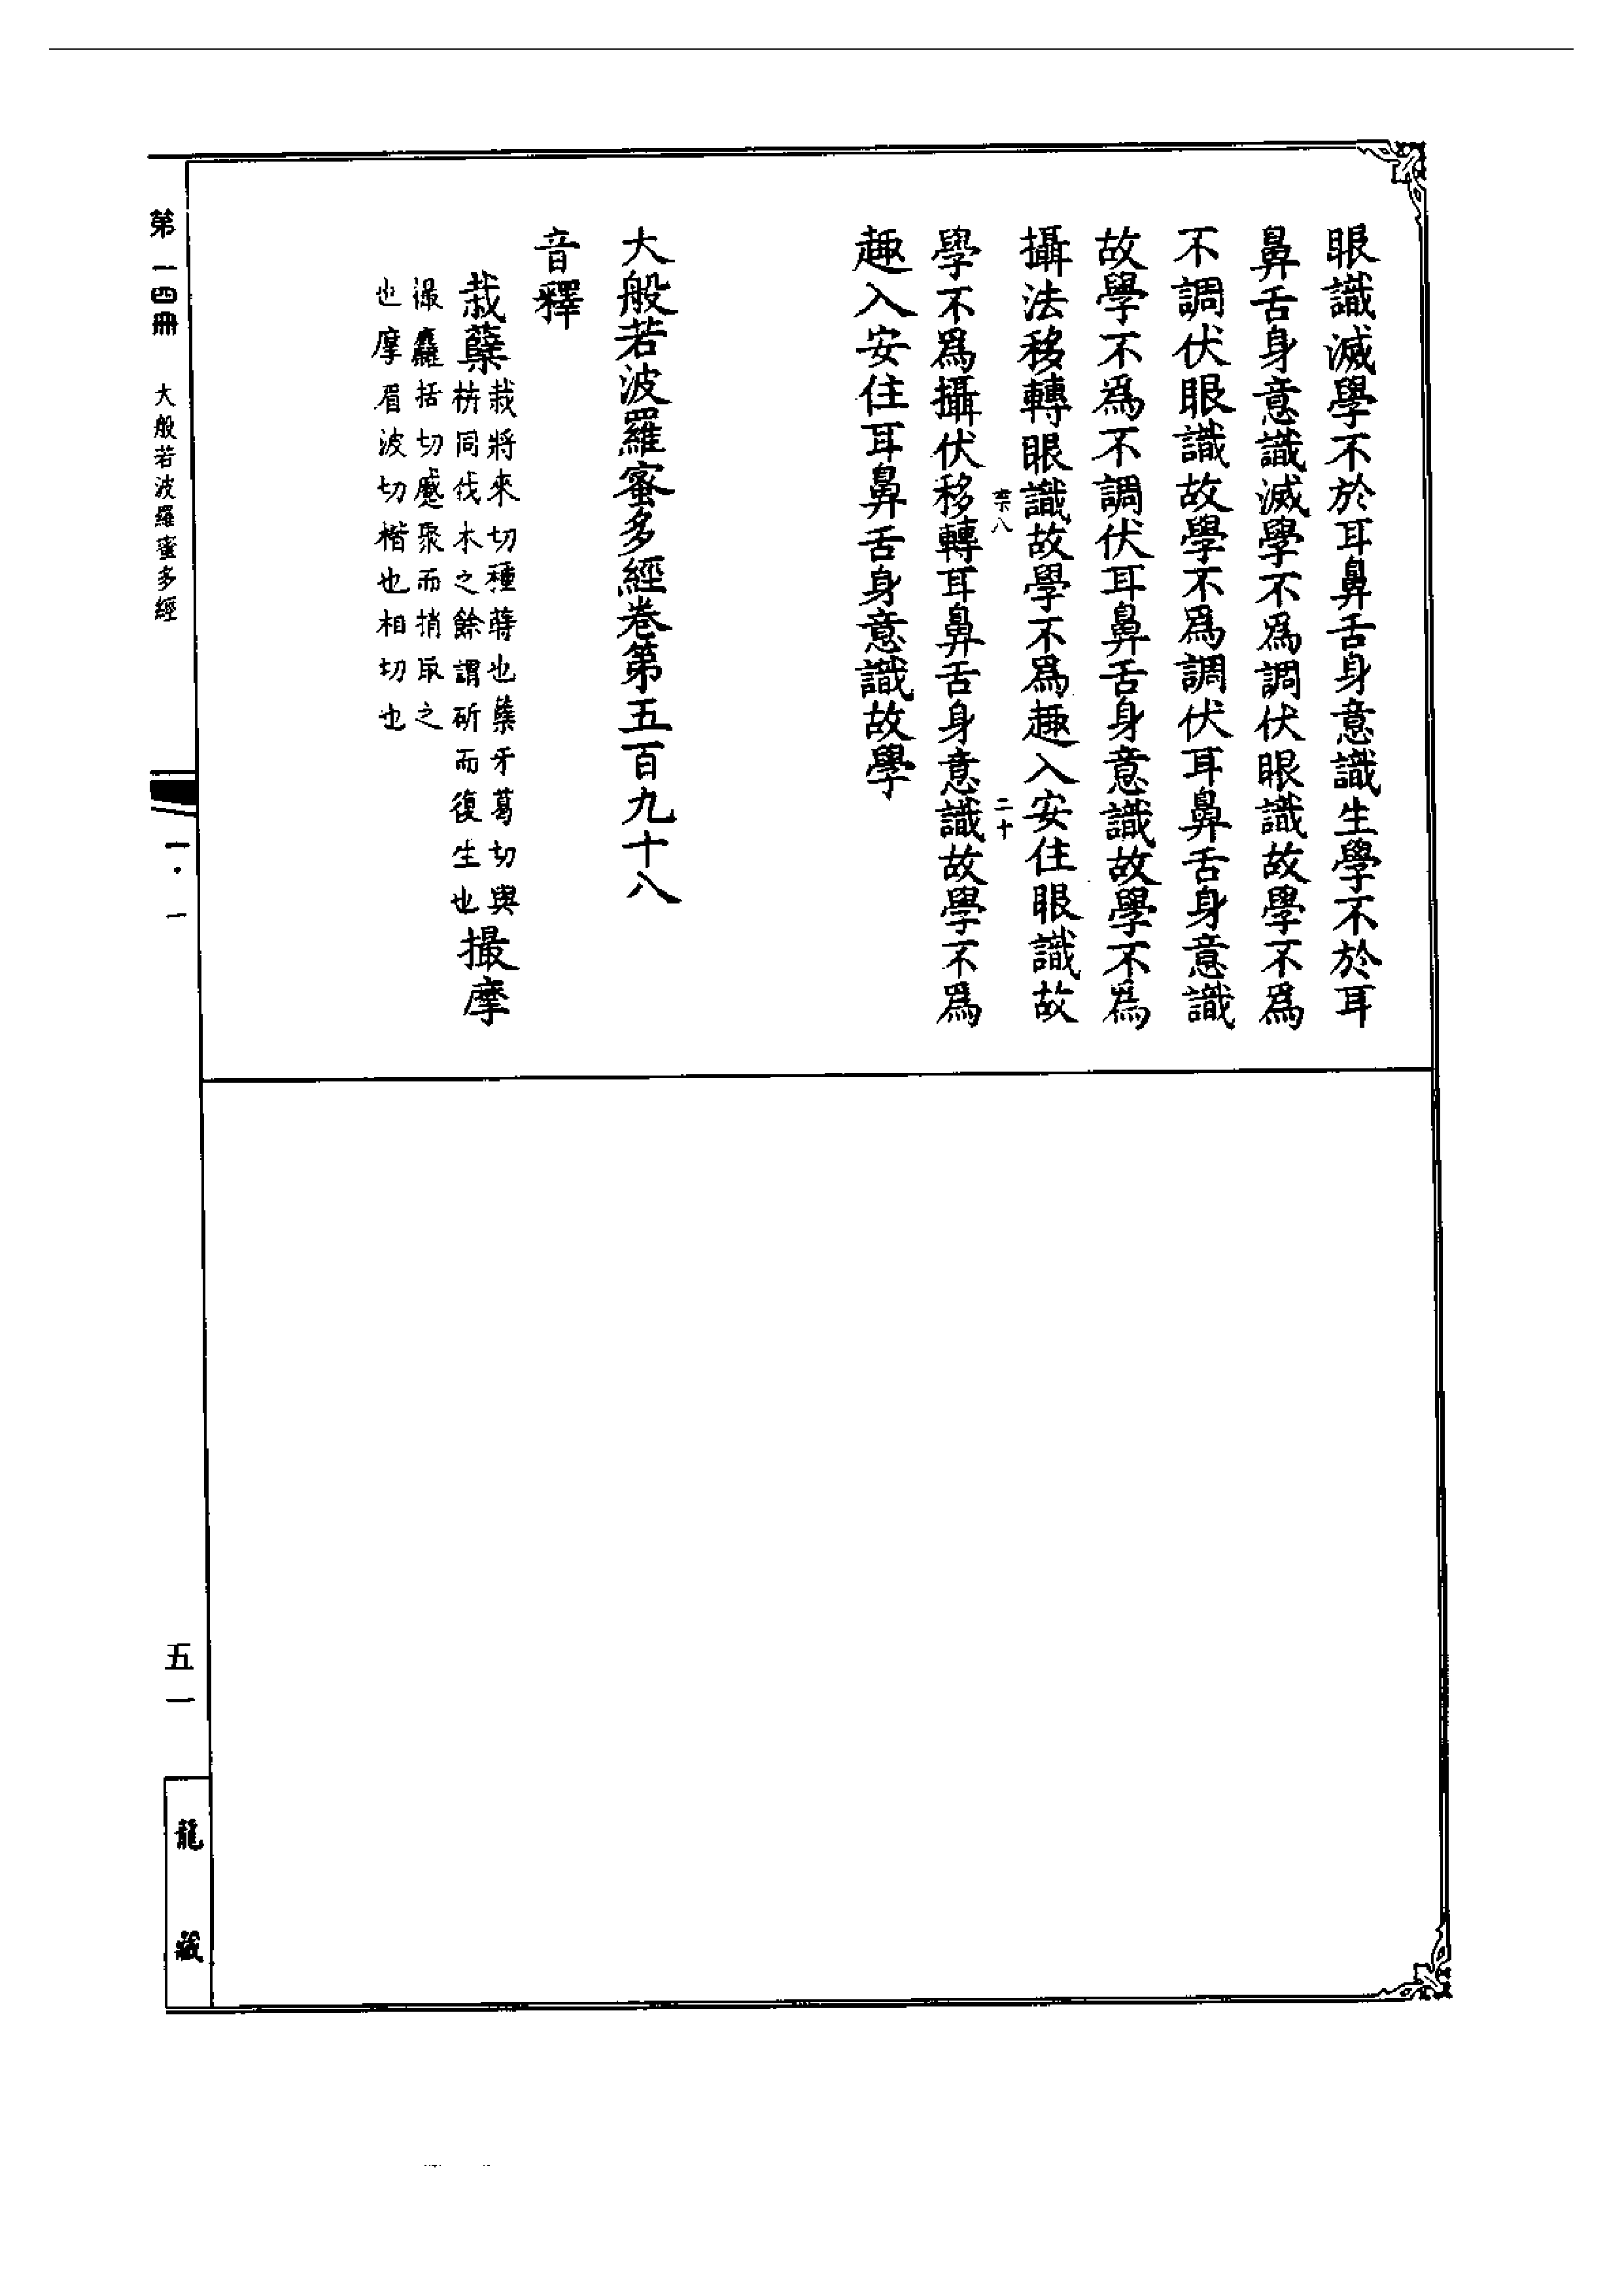 眼識滅學不於耳鼻舌身意識生學不於耳
鼻舌身意識滅學不爲調伏眼識故學不爲
不調伏眼識故學不爲調伏耳鼻舌身意識
故學不爲不調伏耳鼻舌身意識故學不爲
攝法移轉眼識故學不爲趣入安住眼識故
柰八
二十
學不爲攝伏移轉耳鼻舌身意識故學不爲
趣入安住耳鼻舌身意識故學
大般若波羅蜜多經卷第五百九十八
音釋
栽蘖
栽將來切種蒔也蘖牙葛切與
枿同伐木之餘謂斫而復生也
撮摩
撮麤括切蹙聚而捎取之
也摩眉波切楷也相切也
第一四冊 大般若波羅蜜多經
一·一
五一
龍藏